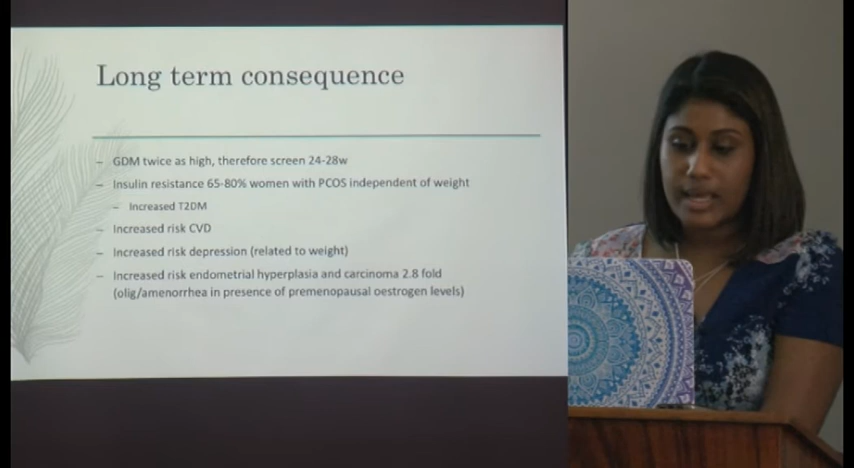 Long term consequence
– GDM twice as high, therefore screen 24-28w
– Insulin resistance 65-80% women with PCOS independent of weight
– Increased T2DM
– Increased risk CVD
– Increased risk depression (related to weight)
– Increased risk endometrial hyperplasia and carcinoma 2.8 fold
(olig/amenorrhea in presence of premenopausal oestrogen levels)